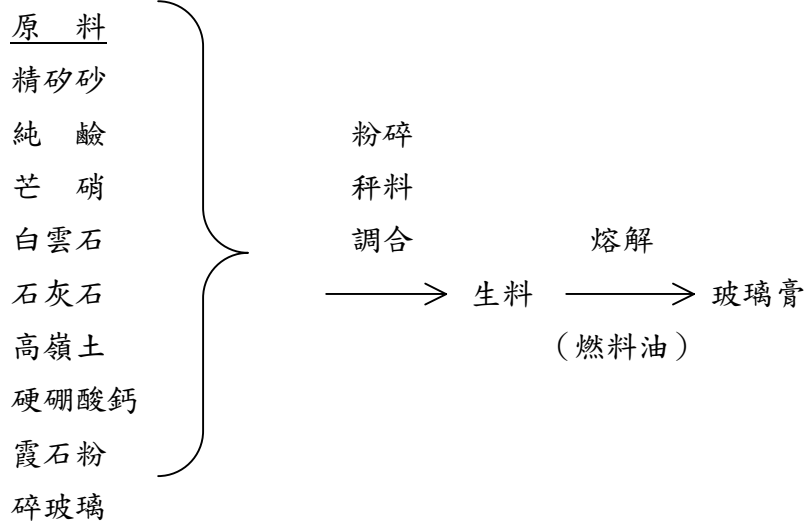 原　料
精矽砂
純　鹼
芒　硝
白雲石
石灰石
高嶺土
硬硼酸鈣
霞石粉
碎玻璃
粉碎
秤料
調合
生料
熔解
（燃料油）
玻璃膏